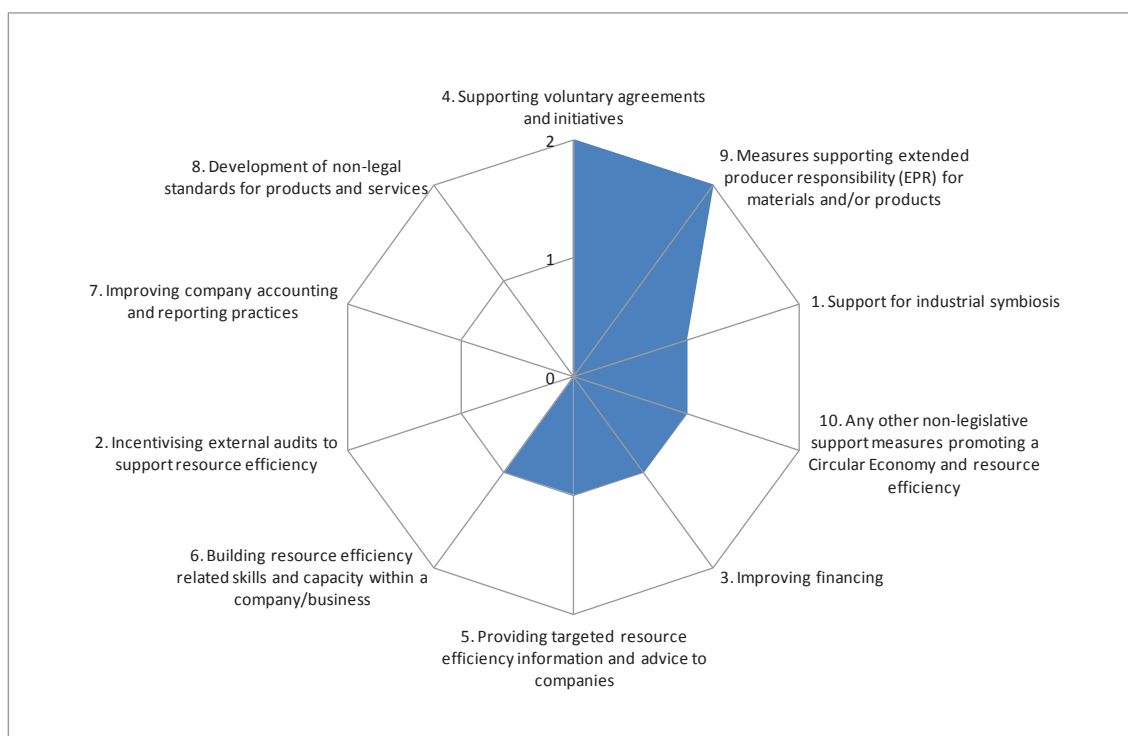 4. Supporting voluntary agreements
and initiatives
2
9. Measures supporting extended
producer responsibility (EPR) for
materials and/or products
8. Development of non-legal
standards for products and services
1
7. Improving company accounting
and reporting practices
1. Support for industrial symbiosis
0
2. Incentivising external audits to
support resource efficiency
10. Any other non-legislative
support measures promoting a
Circular Economy and resource
efficiency
6. Building resource efficiency
related skills and capacity within a
company/business
3. Improving financing
5. Providing targeted resource
efficiency information and advice to
companies